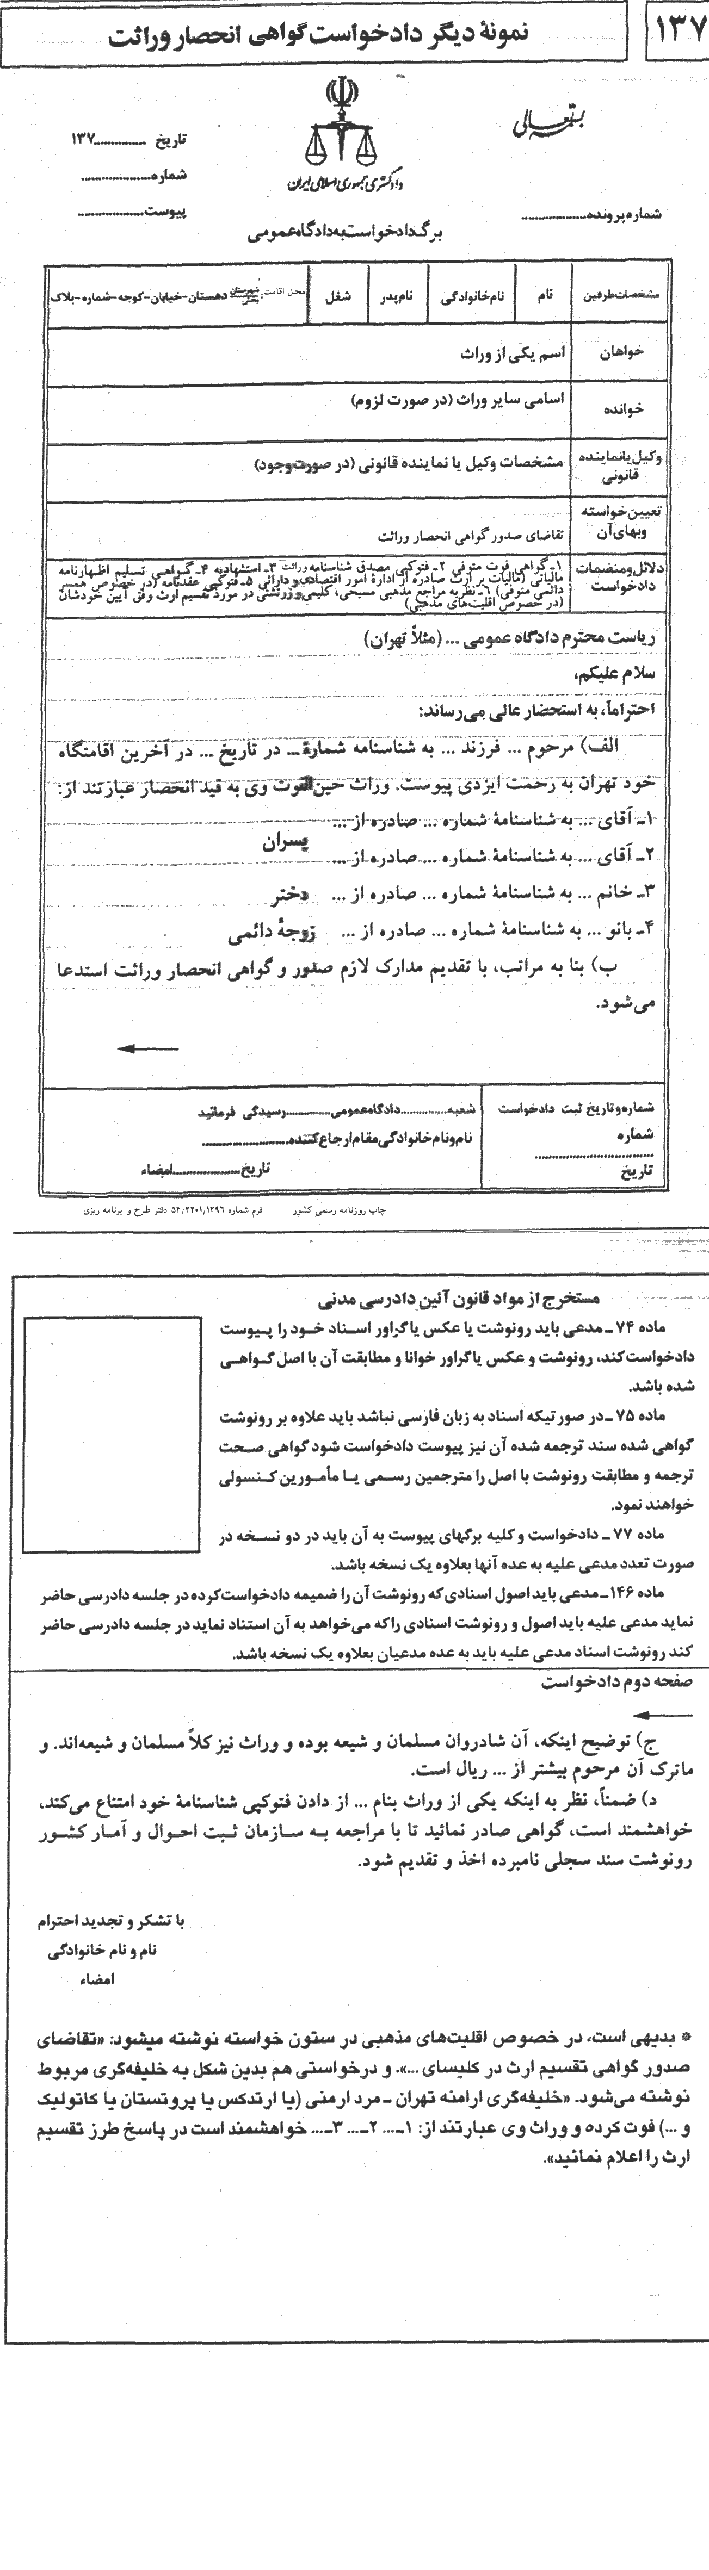 ۱۳۷
نمونهٔ دیگر دادخواست گواهی انحصار وراثت
بسمه تعالی
تاریخ ..............۱۳۷
شماره....................
پیوست..................
دادگستری جمهوری اسلامی ایران
شماره پرونده..................
برگ دادخواست به دادگاه عمومی
مشخصات طرفین نام نام خانوادگی نام پدر شغل محل اقامت: شهرستان دهستان-خیابان-کوچه-شماره-پلاک
خواهان اسم یکی از وراث
خوانده اسامی سایر وراث (در صورت لزوم)
وکیل یا نماینده قانونی مشخصات وکیل یا نماینده قانونی (در صورت وجود)
تعیین خواسته وبهای آن تقاضای صدور گواهی انحصار وراثت
دلائل و منضمات دادخواست
۱ـ گواهی فوت متوفی ۲ـ فتوکپی مصدق شناسنامه وراثت ۳ـ استشهادیه ۴ـ گواهی تسلیم اظهارنامه
مالیاتی (مالیات بر ارث صادره از ادارهٔ امور اقتصادی و دارائی ۵ـ فتوکپی عقدنامه (در خصوص همسر
دائمی متوفی) ۶ـ نظریه مراجع مذهبی مسیحی، کلیمی و زرتشتی در مورد تقسیم ارث وفق آیین خودشان
(در خصوص اقلیت‌های مذهبی)
ریاست محترم دادگاه عمومی ... (مثلاً تهران)
سلام علیکم،
احتراماً، به استحضار عالی می‌رساند:
الف) مرحوم ... فرزند ... به شناسنامه شمارهٔ ... در تاریخ ... در آخرین اقامتگاه
خود تهران به رحمت ایزدی پیوست. وراث حین‌الفوت وی به قید انحصار عبارتند از:
۱ـ آقای ... به شناسنامهٔ شماره ... صادره از ...
پسران
۲ـ آقای ... به شناسنامهٔ شماره ... صادره از ...
۳ـ خانم ... به شناسنامهٔ شماره ... صادره از ... دختر
۴ـ بانو ... به شناسنامهٔ شماره ... صادره از ... زوجهٔ دائمی
ب) بنا به مراتب، با تقدیم مدارک لازم صدور و گواهی انحصار وراثت استدعا
می‌شود.
شماره و تاریخ ثبت دادخواست
شماره
................................
تاریخ
شعبه..............دادگاه عمومی..............رسیدگی فرمائید
نام و نام خانوادگی مقام ارجاع کننده........................
تاریخ....................امضاء
چاپ روزنامه رسمی کشور فرم شماره ۵۴/۲۲۰۱/۱۲۹۶ دفتر طرح و برنامه ریزی
مستخرج از مواد قانون آئین دادرسی مدنی
ماده ۷۴ ـ مدعی باید رونوشت یا عکس یا گراور اسناد خود را پیوست
دادخواست کند، رونوشت و عکس یا گراور خوانا و مطابقت آن با اصل گواهی
شده باشد.
ماده ۷۵ ـ در صورتیکه اسناد به زبان فارسی نباشد باید علاوه بر رونوشت
گواهی شده سند ترجمه شده آن نیز پیوست دادخواست شود گواهی صحت
ترجمه و مطابقت رونوشت با اصل را مترجمین رسمی یا مأمورین کنسولی
خواهند نمود.
ماده ۷۷ ـ دادخواست و کلیه برگهای پیوست به آن باید در دو نسخه در
صورت تعدد مدعی علیه به عده آنها بعلاوه یک نسخه باشد.
ماده ۱۴۶ـ مدعی باید اصول اسنادی که رونوشت آن را ضمیمه دادخواست کرده در جلسه دادرسی حاضر
نماید مدعی علیه باید اصول و رونوشت اسنادی را که می‌خواهد به آن استناد نماید در جلسه دادرسی حاضر
کند رونوشت اسناد مدعی علیه باید به عده مدعیان بعلاوه یک نسخه باشد.
صفحه دوم دادخواست
ج) توضیح اینکه، آن شادروان مسلمان و شیعه بوده و وراث نیز کلاً مسلمان و شیعه‌اند. و
ماترک آن مرحوم بیشتر از ... ریال است.
د) ضمناً، نظر به اینکه یکی از وراث بنام ... از دادن فتوکپی شناسنامهٔ خود امتناع می‌کند،
خواهشمند است، گواهی صادر نمائید تا با مراجعه به سازمان ثبت احوال و آمار کشور
رونوشت سند سجلی نامبرده اخذ و تقدیم شود.
با تشکر و تجدید احترام
نام و نام خانوادگی
امضاء
* بدیهی است، در خصوص اقلیت‌های مذهبی در ستون خواسته نوشته میشود: «تقاضای
صدور گواهی تقسیم ارث در کلیسای ...». و درخواستی هم بدین شکل به خلیفه‌گری مربوط
نوشته می‌شود. «خلیفه‌گری ارامنه تهران ـ مرد ارمنی (یا ارتدکس یا پروتستان یا کاتولیک
و ...) فوت کرده و وراث وی عبارتند از: ۱ـ... ۲ـ... ۳ـ... خواهشمند است در پاسخ طرز تقسیم
ارث را اعلام نمائید».